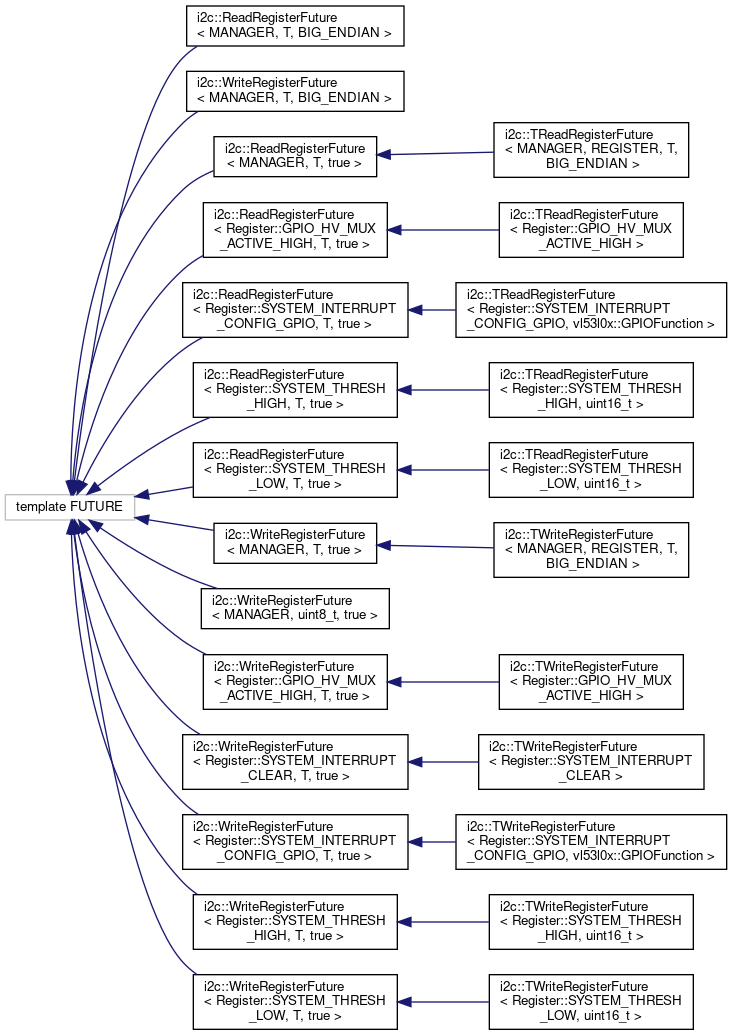 i2c::ReadRegisterFuture
< MANAGER, T, BIG_ENDIAN >
i2c::WriteRegisterFuture
< MANAGER, T, BIG_ENDIAN >
i2c::ReadRegisterFuture
< MANAGER, T, true >
i2c::TReadRegisterFuture
< MANAGER, REGISTER, T,
BIG_ENDIAN >
i2c::ReadRegisterFuture
< Register::GPIO_HV_MUX
_ACTIVE_HIGH, T, true >
i2c::TReadRegisterFuture
< Register::GPIO_HV_MUX
_ACTIVE_HIGH >
i2c::ReadRegisterFuture
< Register::SYSTEM_INTERRUPT
_CONFIG_GPIO, T, true >
i2c::TReadRegisterFuture
< Register::SYSTEM_INTERRUPT
_CONFIG_GPIO, vl53l0x::GPIOFunction >
i2c::ReadRegisterFuture
< Register::SYSTEM_THRESH
_HIGH, T, true >
i2c::TReadRegisterFuture
< Register::SYSTEM_THRESH
_HIGH, uint16_t >
i2c::ReadRegisterFuture
< Register::SYSTEM_THRESH
_LOW, T, true >
i2c::TReadRegisterFuture
< Register::SYSTEM_THRESH
_LOW, uint16_t >
template FUTURE
i2c::WriteRegisterFuture
< MANAGER, T, true >
i2c::TWriteRegisterFuture
< MANAGER, REGISTER, T,
BIG_ENDIAN >
i2c::WriteRegisterFuture
< MANAGER, uint8_t, true >
i2c::WriteRegisterFuture
< Register::GPIO_HV_MUX
_ACTIVE_HIGH, T, true >
i2c::TWriteRegisterFuture
< Register::GPIO_HV_MUX
_ACTIVE_HIGH >
i2c::WriteRegisterFuture
< Register::SYSTEM_INTERRUPT
_CLEAR, T, true >
i2c::TWriteRegisterFuture
< Register::SYSTEM_INTERRUPT
_CLEAR >
i2c::WriteRegisterFuture
< Register::SYSTEM_INTERRUPT
_CONFIG_GPIO, T, true >
i2c::TWriteRegisterFuture
< Register::SYSTEM_INTERRUPT
_CONFIG_GPIO, vl53l0x::GPIOFunction >
i2c::WriteRegisterFuture
< Register::SYSTEM_THRESH
_HIGH, T, true >
i2c::TWriteRegisterFuture
< Register::SYSTEM_THRESH
_HIGH, uint16_t >
i2c::WriteRegisterFuture
< Register::SYSTEM_THRESH
_LOW, T, true >
i2c::TWriteRegisterFuture
< Register::SYSTEM_THRESH
_LOW, uint16_t >